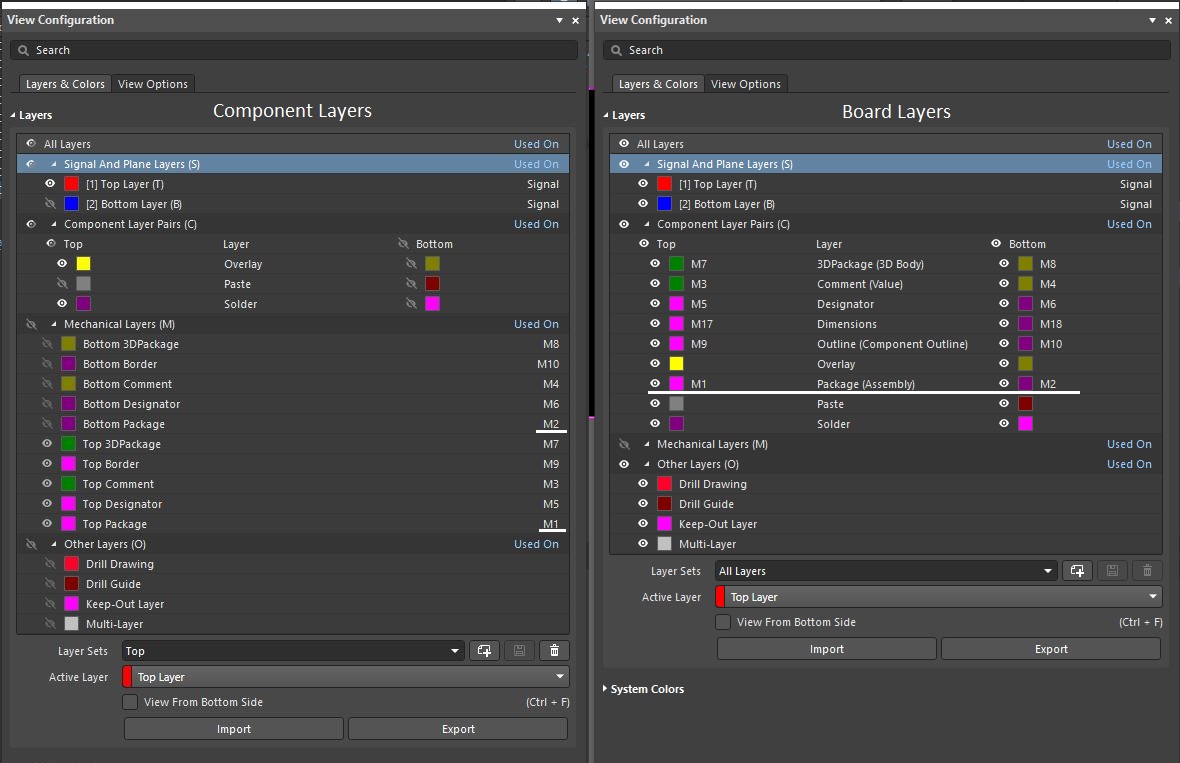 View Configuration
Search
Layers & Colors View Options
Component Layers
Layers
All Layers Used On
Signal And Plane Layers (S) Used On
[1] Top Layer (T) Signal
[2] Bottom Layer (B) Signal
Component Layer Pairs (C) Used On
Top Layer Bottom
Overlay
Paste
Solder
Mechanical Layers (M) Used On
Bottom 3DPackage M8
Bottom Border M10
Bottom Comment M4
Bottom Designator M6
Bottom Package M2
Top 3DPackage M7
Top Border M9
Top Comment M3
Top Designator M5
Top Package M1
Other Layers (O) Used On
Drill Drawing
Drill Guide
Keep-Out Layer
Multi-Layer
Layer Sets Top
Active Layer Top Layer
View From Bottom Side (Ctrl + F)
Import Export
View Configuration
Search
Layers & Colors View Options
Board Layers
Layers
All Layers Used On
Signal And Plane Layers (S) Used On
[1] Top Layer (T) Signal
[2] Bottom Layer (B) Signal
Component Layer Pairs (C) Used On
Top Layer Bottom
M7 3DPackage (3D Body) M8
M3 Comment (Value) M4
M5 Designator M6
M17 Dimensions M18
M9 Outline (Component Outline) M10
Overlay
M1 Package (Assembly) M2
Paste
Solder
Mechanical Layers (M) Used On
Other Layers (O) Used On
Drill Drawing
Drill Guide
Keep-Out Layer
Multi-Layer
Layer Sets All Layers
Active Layer Top Layer
View From Bottom Side (Ctrl + F)
Import Export
System Colors